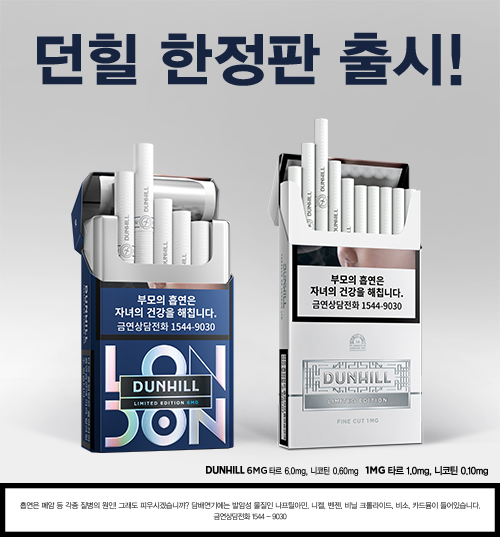 던힐 한정판 출시!
DUNHILL
DUNHILL
DUNHILL
DUNHILL
부모의 흡연은
자녀의 건강을 해칩니다.
금연상담전화 1544-9030
DUNHILL
LON
DUNHILL
LIMITED EDITION 6MG
DON
부모의 흡연은
자녀의 건강을 해칩니다.
금연상담전화 1544-9030
DUNHILL
DUNHILL
LIMITED EDITION
FINE CUT 1MG
DUNHILL 6MG 타르 6.0mg, 니코틴 0.60mg 1MG 타르 1.0mg, 니코틴 0.10mg
흡연은 폐암 등 각종 질병의 원인! 그래도 피우시겠습니까? 담배연기에는 발암성 물질인 나프틸아민, 니켈, 벤젠, 비닐 크롤라이드, 비소, 카드뮴이 들어있습니다.
금연상담전화 1544 - 9030